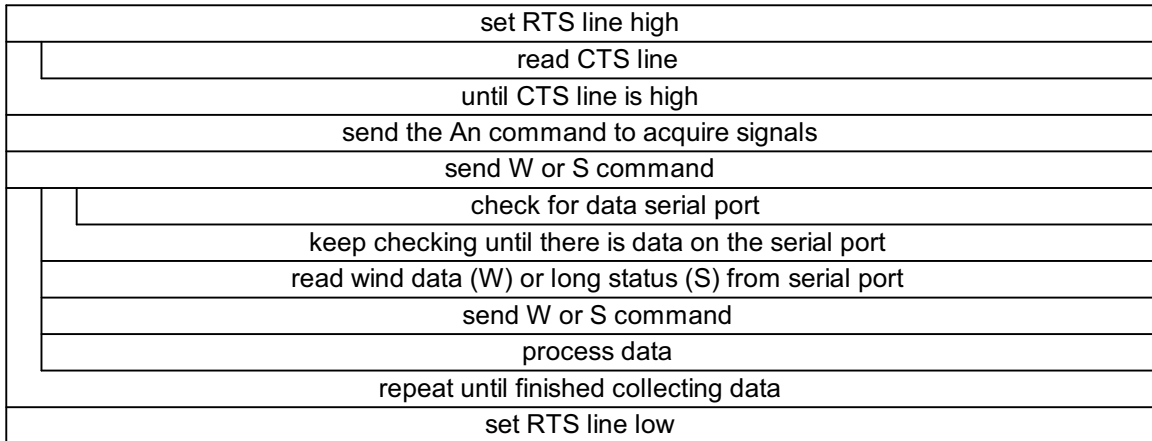 set RTS line high
read CTS line
until CTS line is high
send the An command to acquire signals
send W or S command
check for data serial port
keep checking until there is data on the serial port
read wind data (W) or long status (S) from serial port
send W or S command
process data
repeat until finished collecting data
set RTS line low